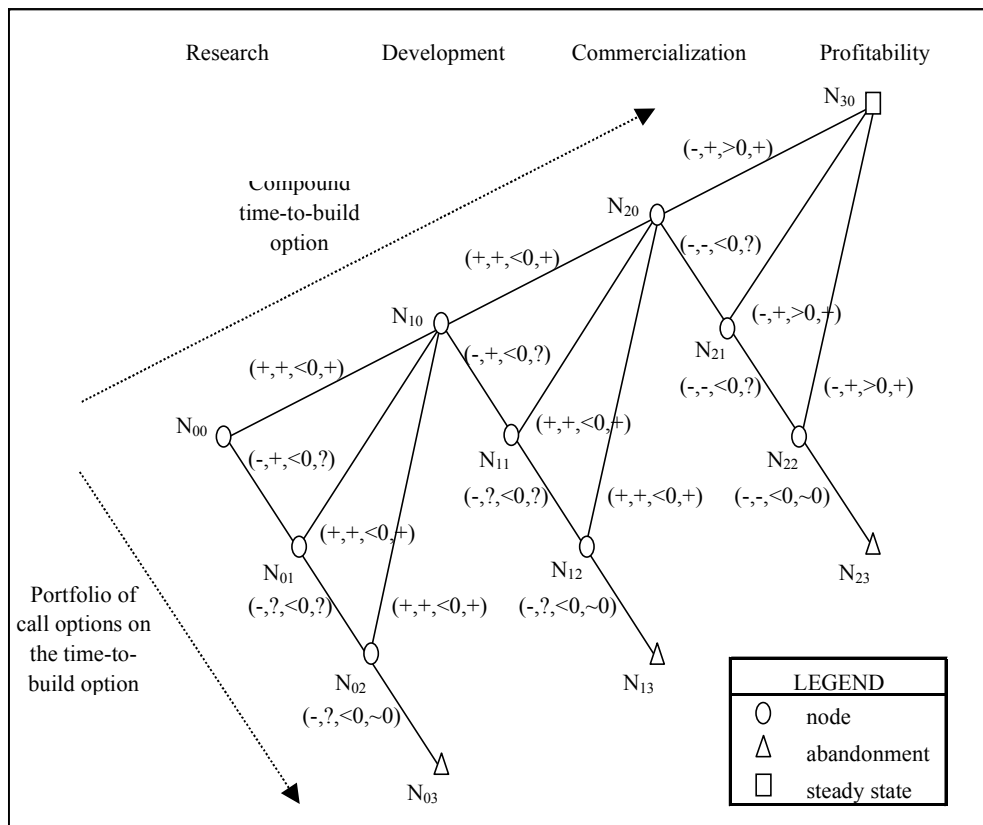 Research Development Commercialization Profitability
N30
(-,+,>0,+)
Compound
time-to-build
option
N20
(+,+,<0,+)
(-,-,<0,?)
N10
(-,+,>0,+)
N21
(+,+,<0,+)
(-,+,<0,?)
(-,-,<0,?)
(-,+,>0,+)
N00
(+,+,<0,+)
N11
N22
(-,+,<0,?)
(-,?,<0,?)
(+,+,<0,+)
(-,-,<0,~0)
(+,+,<0,+)
N01
N12
N23
Portfolio of
call options on
the time-to-
build option
(-,?,<0,?)
(+,+,<0,+)
(-,?,<0,~0)
N02
N13
(-,?,<0,~0)
N03
LEGEND
node
abandonment
steady state